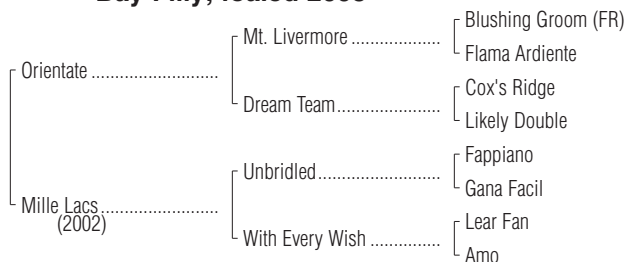 Bay Filly; foaled
Blushing Groom (FR)
Mt. Livermore ...................
Flama Ardiente
Orientate ...........................
Cox's Ridge
Dream Team......................
Likely Double
Fappiano
Unbridled..........................
Gana Facil
Mille Lacs.........................
(2002)
Lear Fan
With Every Wish ...............
Amo